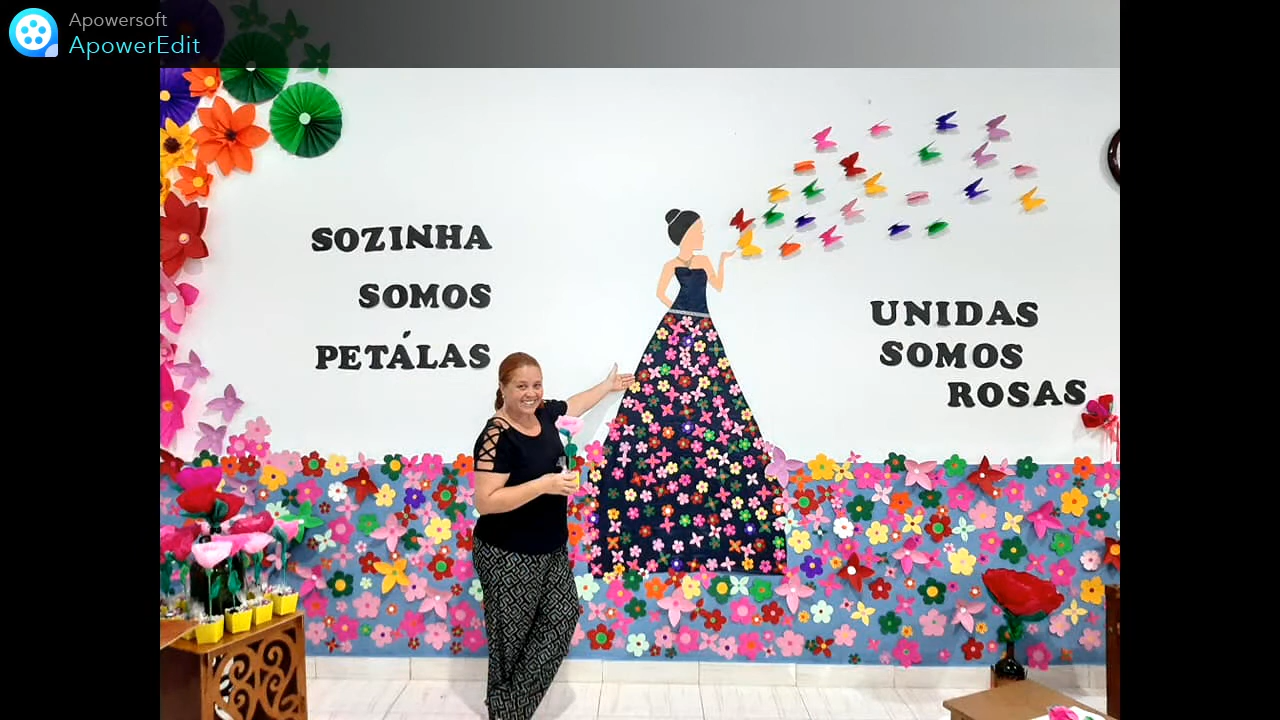 Apowersoft
ApowerEdit
SOZINHA
SOMOS
PETÁLAS
UNIDAS
SOMOS
ROSAS